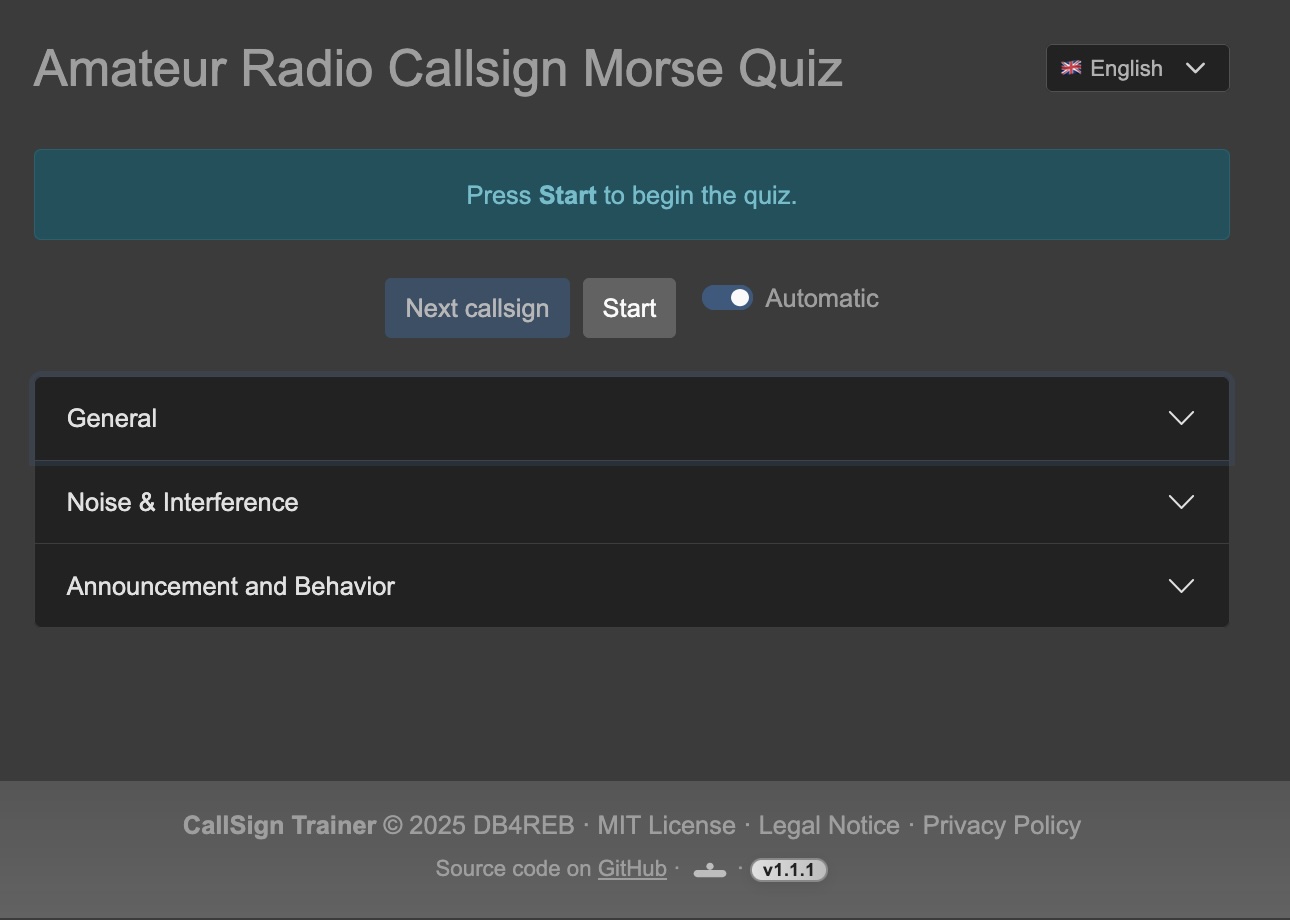 Amateur Radio Callsign Morse Quiz
English
Press Start to begin the quiz.
Next callsign Start Automatic
General
Noise & Interference
Announcement and Behavior
CallSign Trainer © 2025 DB4REB · MIT License · Legal Notice · Privacy Policy
Source code on GitHub · · v1.1.1